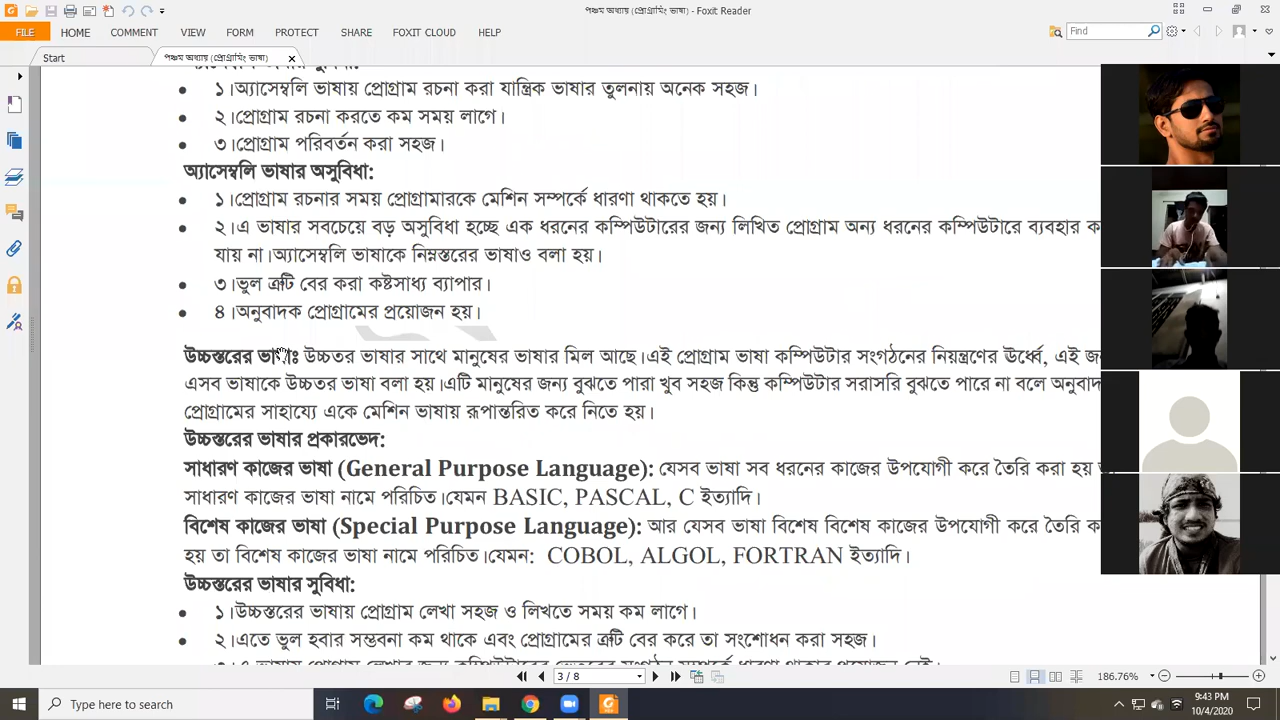 পঞ্চম অধ্যায় (প্রোগ্রামিং ভাষা) - Foxit Reader
FILE HOME COMMENT VIEW FORM PROTECT SHARE FOXIT CLOUD HELP
Find
Start
পঞ্চম অধ্যায় (প্রোগ্রামিং ভাষা)
১।অ্যাসেম্বলি ভাষায় প্রোগ্রাম রচনা করা যান্ত্রিক ভাষার তুলনায় অনেক সহজ।
২।প্রোগ্রাম রচনা করতে কম সময় লাগে।
৩।প্রোগ্রাম পরিবর্তন করা সহজ।
অ্যাসেম্বলি ভাষার অসুবিধা:
১।প্রোগ্রাম রচনার সময় প্রোগ্রামারকে মেশিন সম্পর্কে ধারণা থাকতে হয়।
২।এ ভাষার সবচেয়ে বড় অসুবিধা হচ্ছে এক ধরনের কম্পিউটারের জন্য লিখিত প্রোগ্রাম অন্য ধরনের কম্পিউটারে ব্যবহার ক
যায় না।অ্যাসেম্বলি ভাষাকে নিম্নস্তরের ভাষাও বলা হয়।
৩।ভুল ত্রুটি বের করা কষ্টসাধ্য ব্যাপার।
৪।অনুবাদক প্রোগ্রামের প্রয়োজন হয়।
উচ্চস্তরের ভাষাঃ উচ্চতর ভাষার সাথে মানুষের ভাষার মিল আছে।এই প্রোগ্রাম ভাষা কম্পিউটার সংগঠনের নিয়ন্ত্রণের ঊর্ধ্বে, এই জন
এসব ভাষাকে উচ্চতর ভাষা বলা হয়।এটি মানুষের জন্য বুঝতে পারা খুব সহজ কিন্তু কম্পিউটার সরাসরি বুঝতে পারে না বলে অনুবাদ
প্রোগ্রামের সাহায্যে একে মেশিন ভাষায় রূপান্তরিত করে নিতে হয়।
উচ্চস্তরের ভাষার প্রকারভেদ:
সাধারণ কাজের ভাষা (General Purpose Language): যেসব ভাষা সব ধরনের কাজের উপযোগী করে তৈরি করা হয় ত
সাধারণ কাজের ভাষা নামে পরিচিত।যেমন BASIC, PASCAL, C ইত্যাদি।
বিশেষ কাজের ভাষা (Special Purpose Language): আর যেসব ভাষা বিশেষ বিশেষ কাজের উপযোগী করে তৈরি ক
হয় তা বিশেষ কাজের ভাষা নামে পরিচিত।যেমন: COBOL, ALGOL, FORTRAN ইত্যাদি।
উচ্চস্তরের ভাষার সুবিধা:
১।উচ্চস্তরের ভাষায় প্রোগ্রাম লেখা সহজ ও লিখতে সময় কম লাগে।
২।এতে ভুল হবার সম্ভবনা কম থাকে এবং প্রোগ্রামের ত্রুটি বের করে তা সংশোধন করা সহজ।
3 / 8
186.76%
Type here to search
9:43 PM
10/4/2020